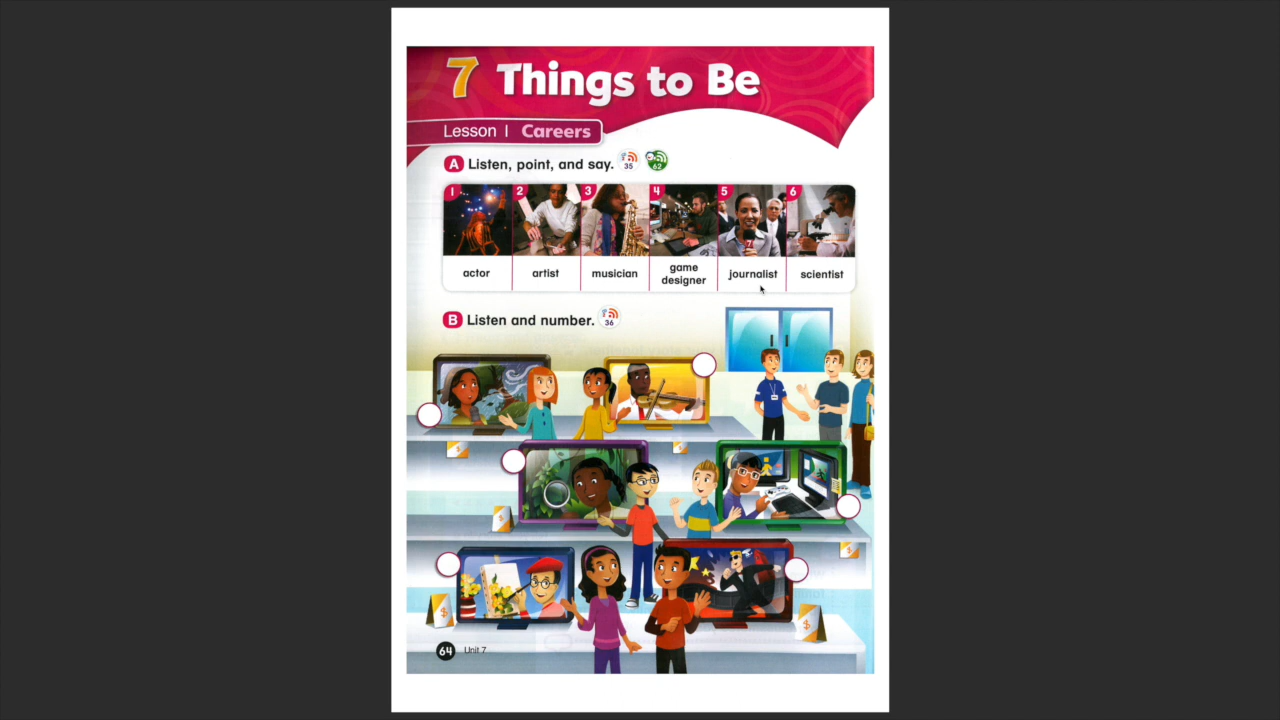 7 Things to Be
Lesson 1 Careers
A Listen, point, and say. 35 62
1 2 3 4 5 6
actor artist musician game designer journalist scientist
B Listen and number. 36
64 Unit 7